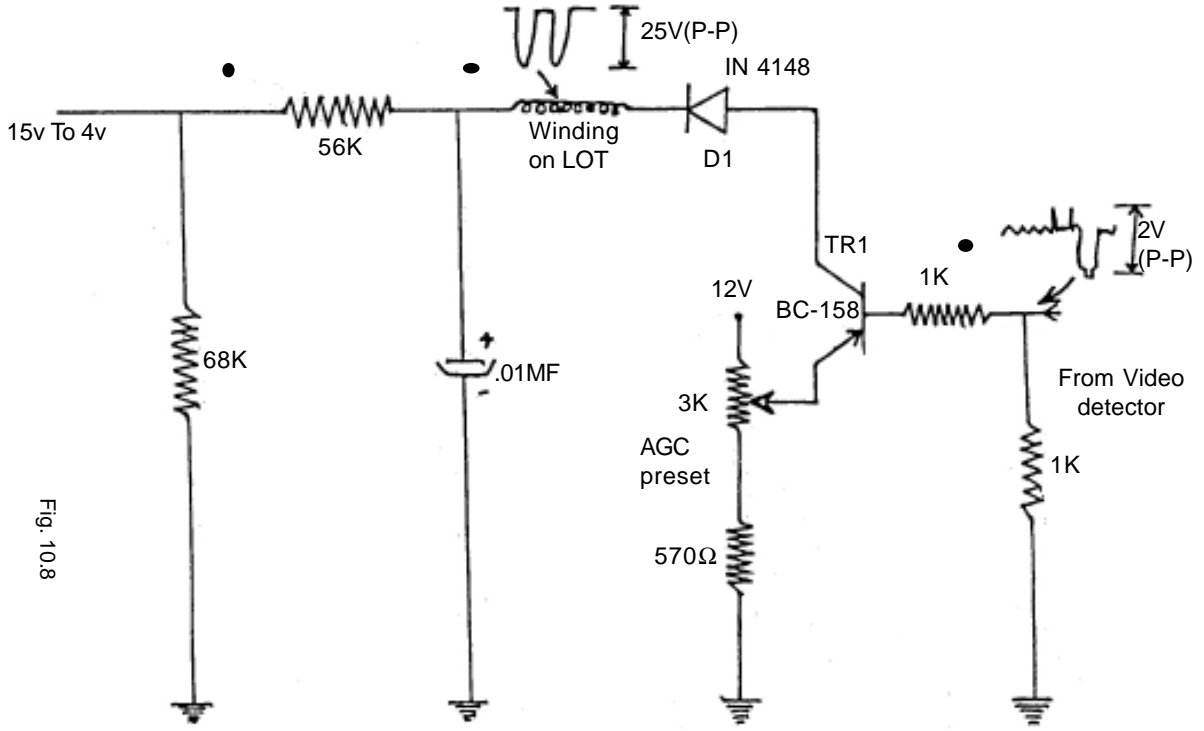 25V(P-P)
IN 4148
15v To 4v
56K
Winding
on LOT
D1
2V
(P-P)
TR1
1K
12V
BC-158
68K
+
.01MF
-
3K
From Video
detector
AGC
preset
1K
570Ω
Fig. 10.8